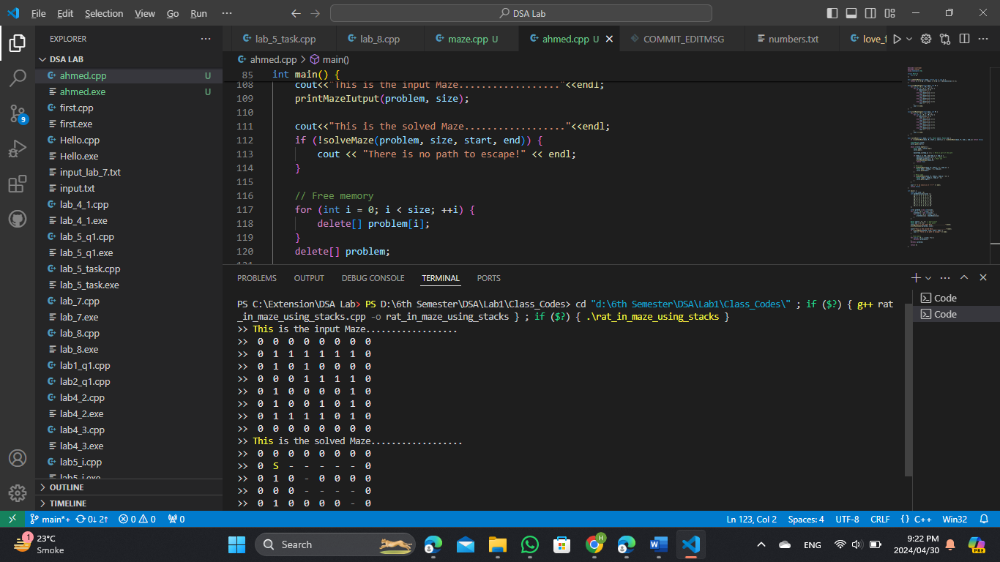 File Edit Selection View Go Run ··· DSA Lab
EXPLORER ···
lab_5_task.cpp lab_8.cpp maze.cpp U ahmed.cpp U COMMIT_EDITMSG numbers.txt
DSA LAB
ahmed.cpp > main()
ahmed.cpp U
ahmed.exe U
first.cpp
first.exe
Hello.cpp
Hello.exe
input_lab_7.txt
input.txt
lab_4_1.cpp
lab_4_1.exe
lab_5_q1.cpp
lab_5_q1.exe
lab_5_task.cpp
lab_5_task.exe
lab_7.cpp
lab_7.exe
lab_8.cpp
lab_8.exe
lab1_q1.cpp
lab2_q1.cpp
lab4_2.cpp
lab4_2.exe
lab4_3.cpp
lab4_3.exe
lab5_i.cpp
lab5_i.exe
OUTLINE
TIMELINE
9
85 int main() {
108 cout<<"This is the input Maze.................."<<endl;
109 printMazeIutput(problem, size);
110
111 cout<<"This is the solved Maze.................."<<endl;
112 if (!solveMaze(problem, size, start, end)) {
113 cout << "There is no path to escape!" << endl;
114 }
115
116 // Free memory
117 for (int i = 0; i < size; ++i) {
118 delete[] problem[i];
119 }
120 delete[] problem;
121
PROBLEMS OUTPUT DEBUG CONSOLE TERMINAL PORTS
PS C:\Extension\DSA Lab> PS D:\6th Semester\DSA\Lab1\Class_Codes> cd "d:\6th Semester\DSA\Lab1\Class_Codes\" ; if ($?) { g++ rat
_in_maze_using_stacks.cpp -o rat_in_maze_using_stacks } ; if ($?) { .\rat_in_maze_using_stacks }
>> This is the input Maze..................
>> 0 0 0 0 0 0 0 0
>> 0 1 1 1 1 1 1 0
>> 0 1 0 1 0 0 0 0
>> 0 0 0 1 1 1 1 0
>> 0 1 0 0 0 0 1 0
>> 0 1 0 0 1 0 1 0
>> 0 1 1 1 1 0 1 0
>> 0 0 0 0 0 0 0 0
>> This is the solved Maze..................
>> 0 0 0 0 0 0 0 0
>> 0 S - - - - - 0
>> 0 1 0 - 0 0 0 0
>> 0 0 0 - - - - 0
>> 0 1 0 0 0 0 - 0
Code
Code
main*+ 0↓ 2↑ 0 0 0 Ln 123, Col 2 Spaces: 4 UTF-8 CRLF {} C++ Win32
1
23°C
Smoke
Search
H
PRE
ENG
9:22 PM
2024/04/30